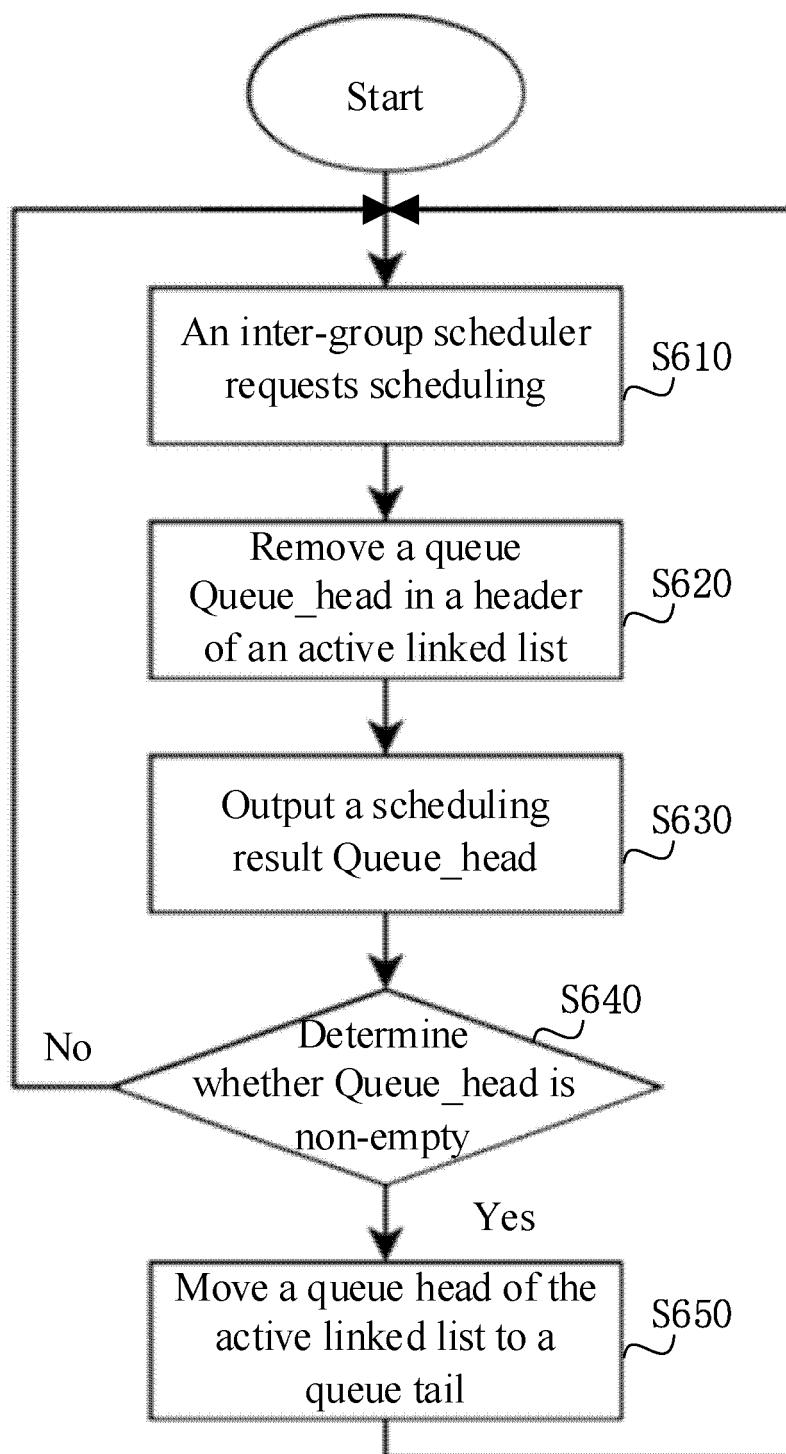 Start
An inter-group scheduler
requests scheduling
S610
Remove a queue
Queue_head in a header
of an active linked list
S620
Output a scheduling
result Queue_head
S630
S640
No
Determine
whether Queue_head is
non-empty
Yes
Move a queue head of the
active linked list to a
queue tail
S650